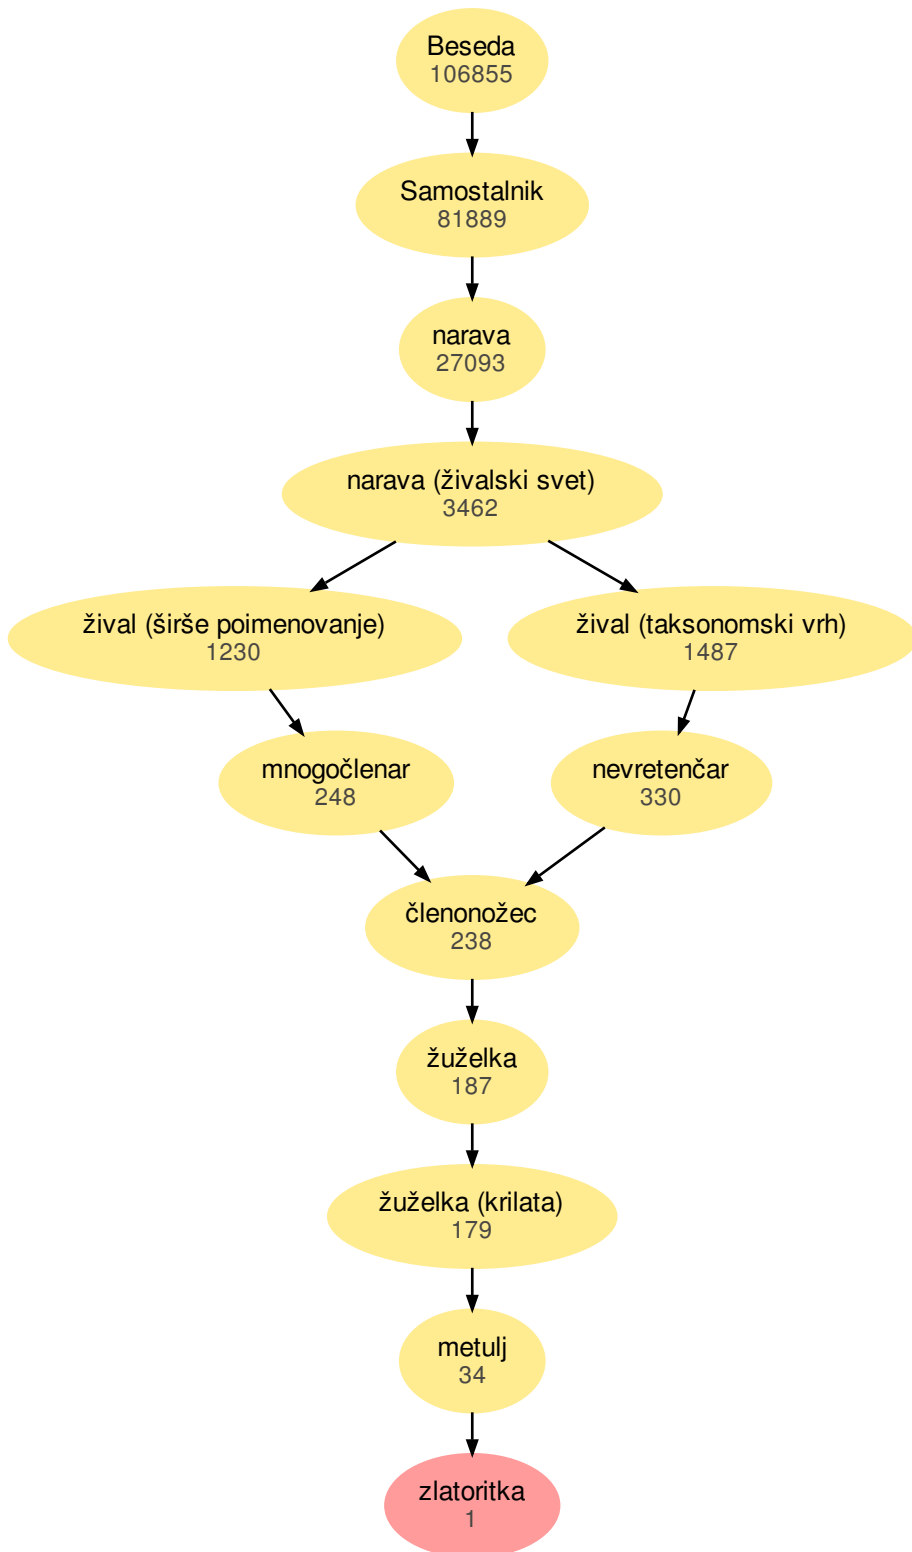 Beseda
106855
Samostalnik
81889
narava
27093
narava (živalski svet)
3462
žival (širše poimenovanje)
1230
žival (taksonomski vrh)
1487
mnogočlenar
248
nevretenčar
330
členonožec
238
žuželka
187
žuželka (krilata)
179
metulj
34
zlatoritka
1